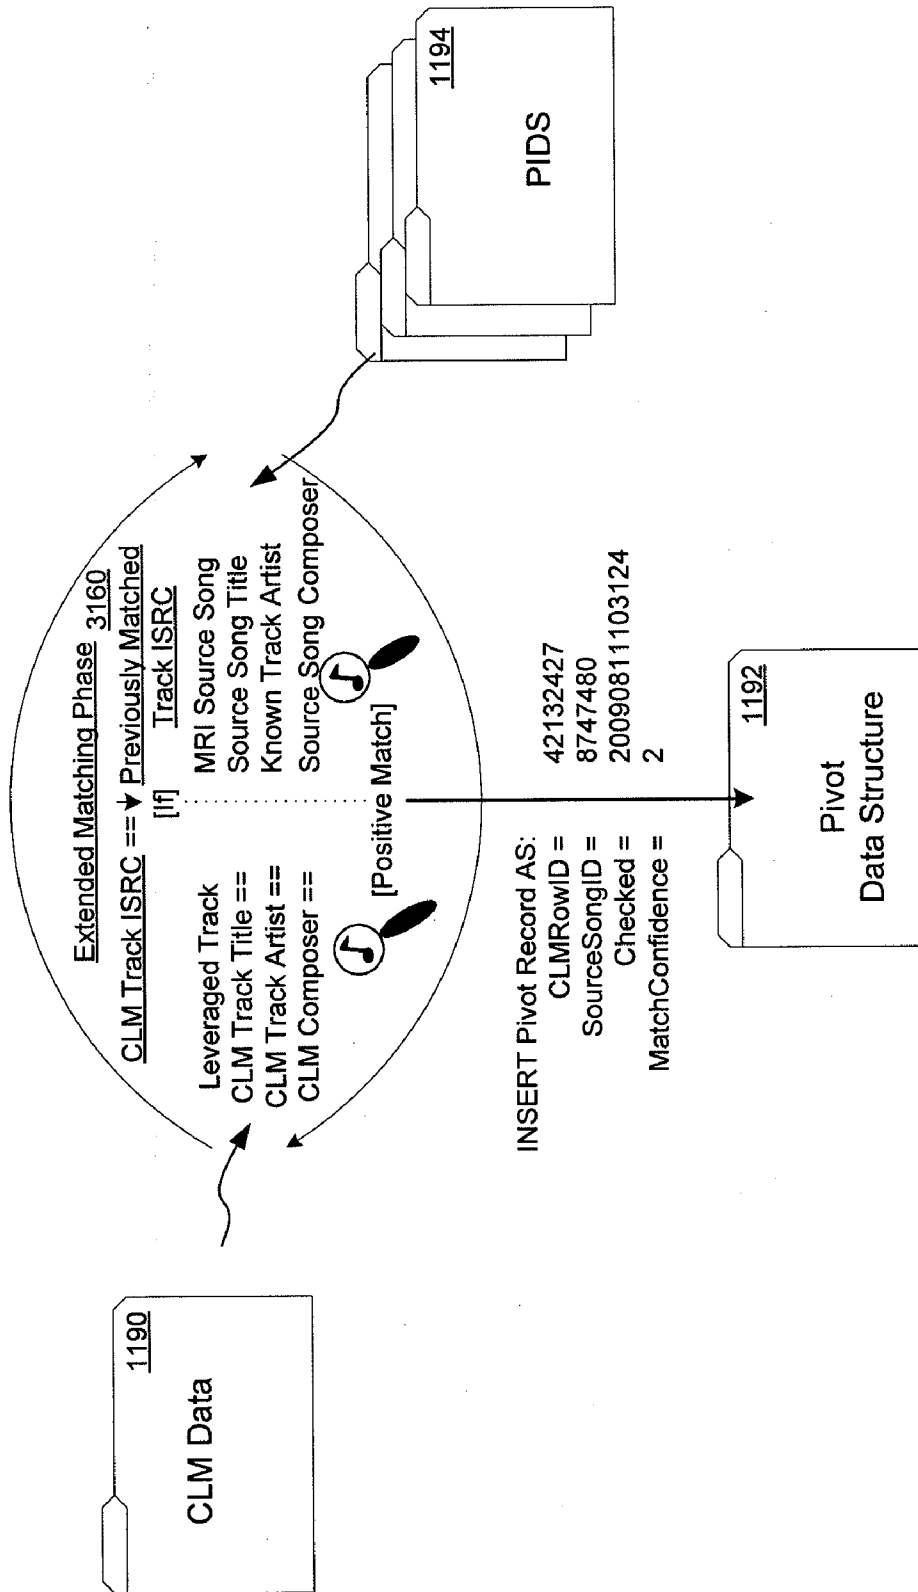 Extended Matching Phase 3160
CLM Track ISRC == Previously Matched
Track ISRC
[If]
Leveraged Track
MRI Source Song
CLM Track Title ==
Source Song Title
CLM Track Artist ==
Known Track Artist
CLM Composer ==
Source Song Composer
[Positive Match]
1190
CLM Data
1194
PIDS
INSERT Pivot Record AS:
CLMRowID = 42132427
SourceSongID = 8747480
Checked = 20090811103124
MatchConfidence = 2
1192
Pivot
Data Structure